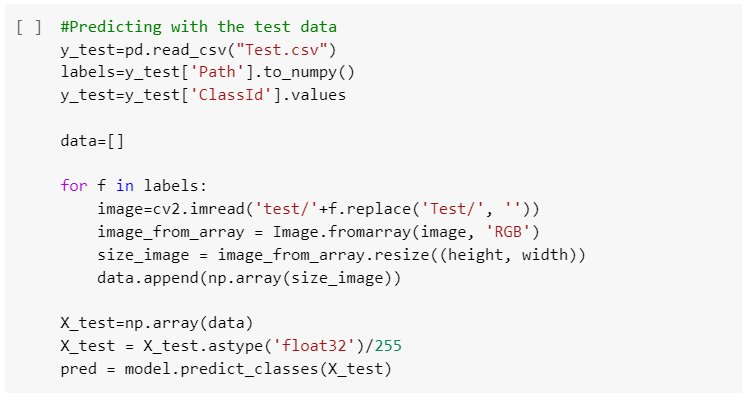 [ ] #Predicting with the test data
y_test=pd.read_csv("Test.csv")
labels=y_test['Path'].to_numpy()
y_test=y_test['ClassId'].values

data=[]

for f in labels:
    image=cv2.imread('test/'+f.replace('Test/', ''))
    image_from_array = Image.fromarray(image, 'RGB')
    size_image = image_from_array.resize((height, width))
    data.append(np.array(size_image))

X_test=np.array(data)
X_test = X_test.astype('float32')/255
pred = model.predict_classes(X_test)